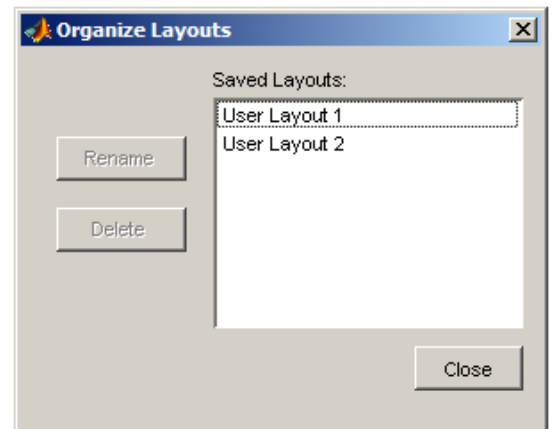 Organize Layouts
Saved Layouts:
User Layout 1
User Layout 2
Rename
Delete
Close